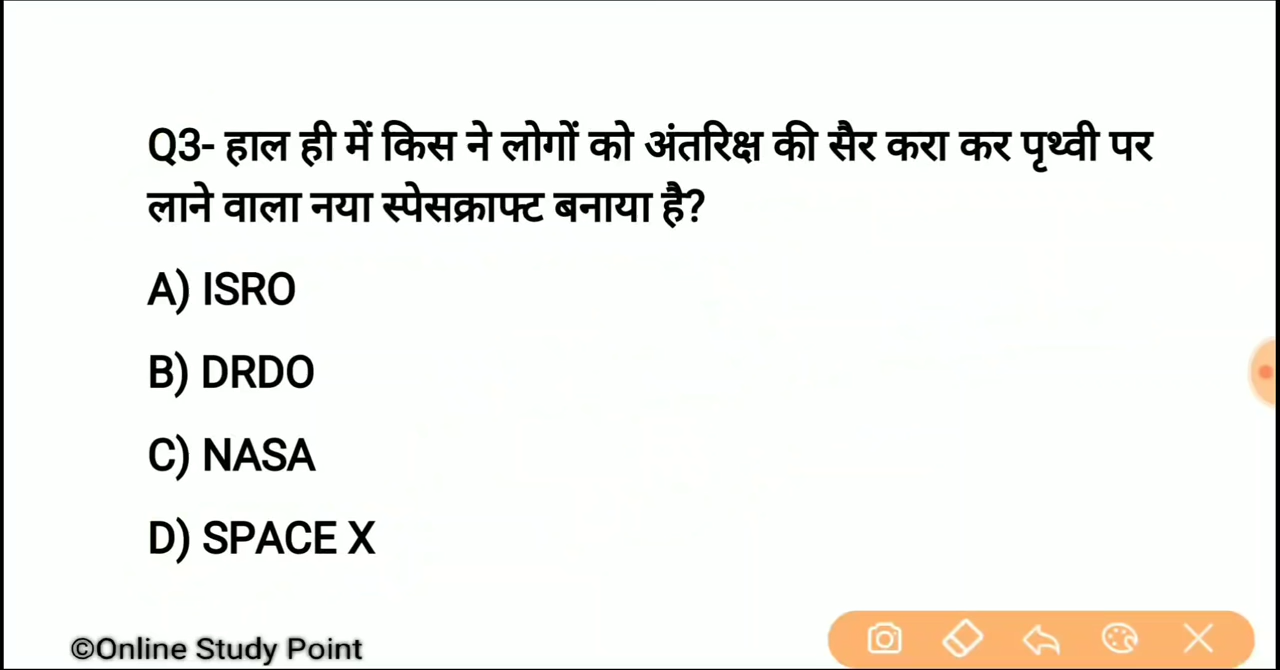 Q3- हाल ही में किस ने लोगों को अंतरिक्ष की सैर करा कर पृथ्वी पर
लाने वाला नया स्पेसक्राफ्ट बनाया है?
A) ISRO
B) DRDO
C) NASA
D) SPACE X
©Online Study Point